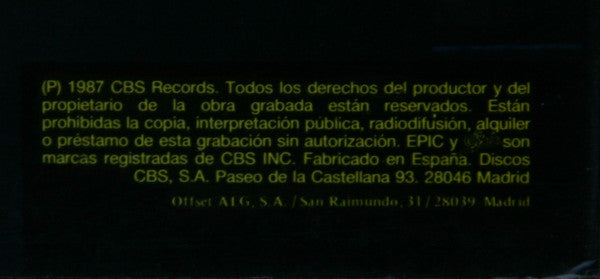 (P) 1987 CBS Records. Todos los derechos del productor y del
propietario de la obra grabada están reservados. Están
prohibidas la copia, interpretación pública, radiodifusión, alquiler
o préstamo de esta grabación sin autorización. EPIC y son
marcas registradas de CBS INC. Fabricado en España. Discos
CBS, S.A. Paseo de la Castellana 93. 28046 Madrid
Offset ALG, S.A. / San Raimundo, 31 / 28039 Madrid